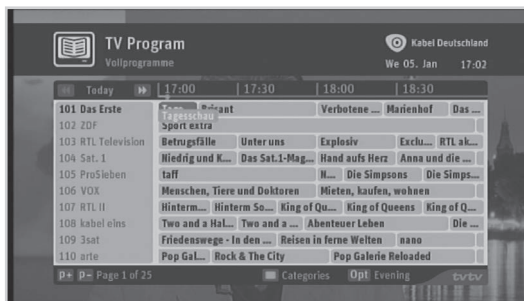 TV Program
Vollprogramme
Kabel Deutschland
We 05. Jan 17:02
Today 17:00 17:30 18:00 18:30
101 Das Erste Tage... Brisant Verbotene ... Marienhof Das ...
Tagesschau
102 ZDF Sport extra
103 RTL Television Betrugsfälle Unter uns Explosiv Exclu... RTL ak...
104 Sat. 1 Niedrig und K... Das Sat.1-Mag... Hand aufs Herz Anna und die ...
105 ProSieben taff N... Die Simpsons Die Simps...
106 VOX Menschen, Tiere und Doktoren Mieten, kaufen, wohnen
107 RTL II Hinterm... Hinterm So... King of Qu... King of Queens King of Q...
108 kabel eins Two and a Hal... Two and a ... Abenteuer Leben Die ...
109 3sat Friedenswege - In den ... Reisen in ferne Welten nano
110 arte Pop Gal... Rock & The City Pop Galerie Reloaded
P+ P- Page 1 of 25 Categories Opt Evening tvtv